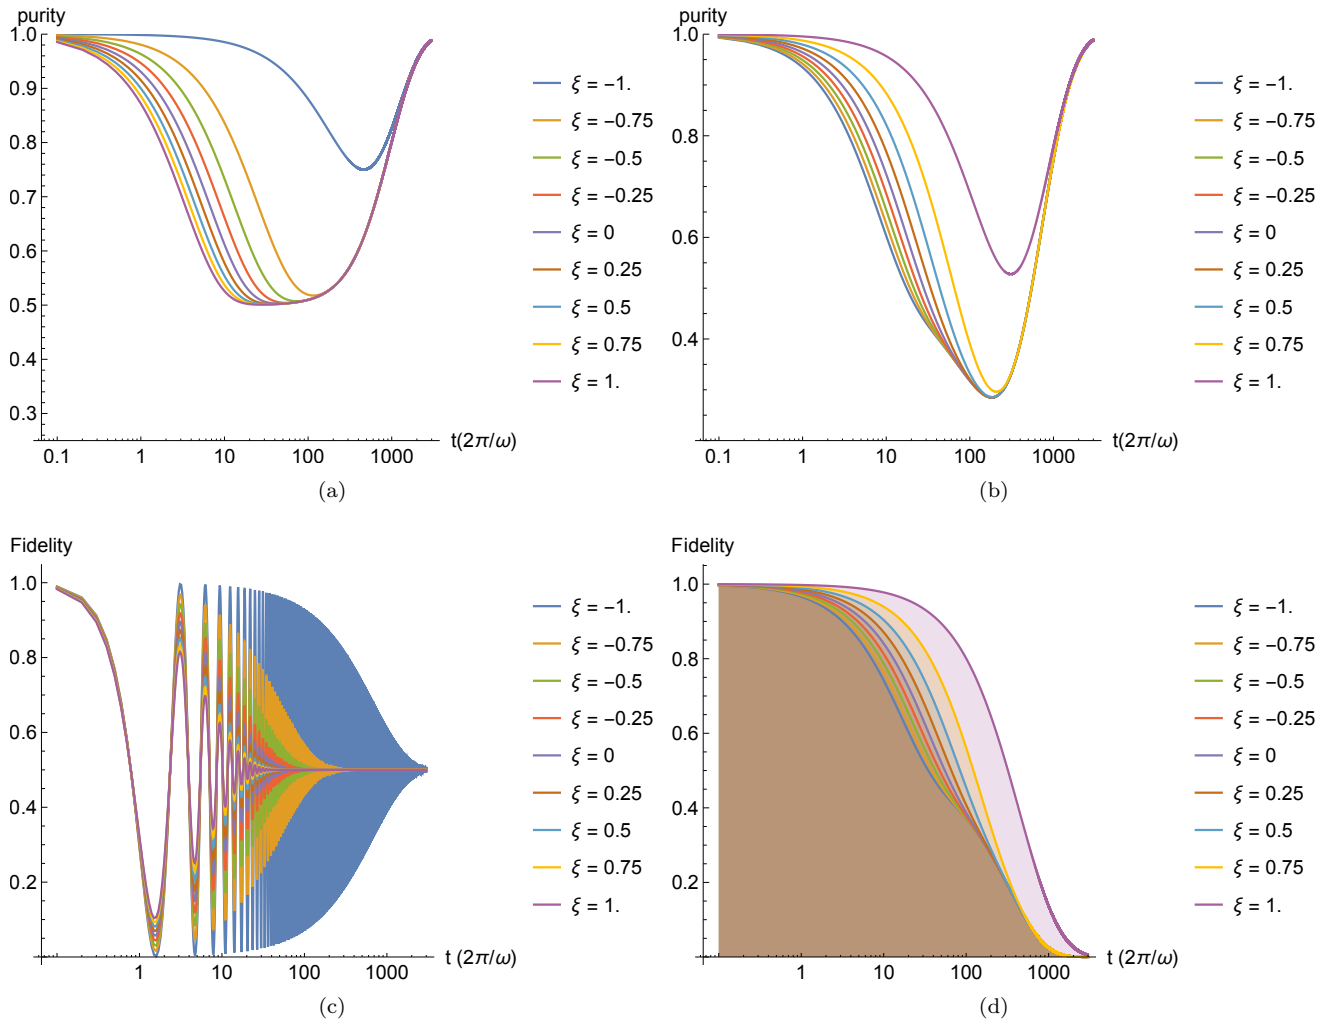 purity
1.0
0.9
0.8
0.7
0.6
0.5
0.4
0.3
0.1
1
10
100
1000
t(2π/ω)
ξ = −1.
ξ = −0.75
ξ = −0.5
ξ = −0.25
ξ = 0
ξ = 0.25
ξ = 0.5
ξ = 0.75
ξ = 1.
(a)
purity
1.0
0.8
0.6
0.4
0.1
1
10
100
1000
t(2π/ω)
ξ = −1.
ξ = −0.75
ξ = −0.5
ξ = −0.25
ξ = 0
ξ = 0.25
ξ = 0.5
ξ = 0.75
ξ = 1.
(b)
Fidelity
1.0
0.8
0.6
0.4
0.2
1
10
100
1000
t (2π/ω)
ξ = −1.
ξ = −0.75
ξ = −0.5
ξ = −0.25
ξ = 0
ξ = 0.25
ξ = 0.5
ξ = 0.75
ξ = 1.
(c)
Fidelity
1.0
0.8
0.6
0.4
0.2
1
10
100
1000
t (2π/ω)
ξ = −1.
ξ = −0.75
ξ = −0.5
ξ = −0.25
ξ = 0
ξ = 0.25
ξ = 0.5
ξ = 0.75
ξ = 1.
(d)